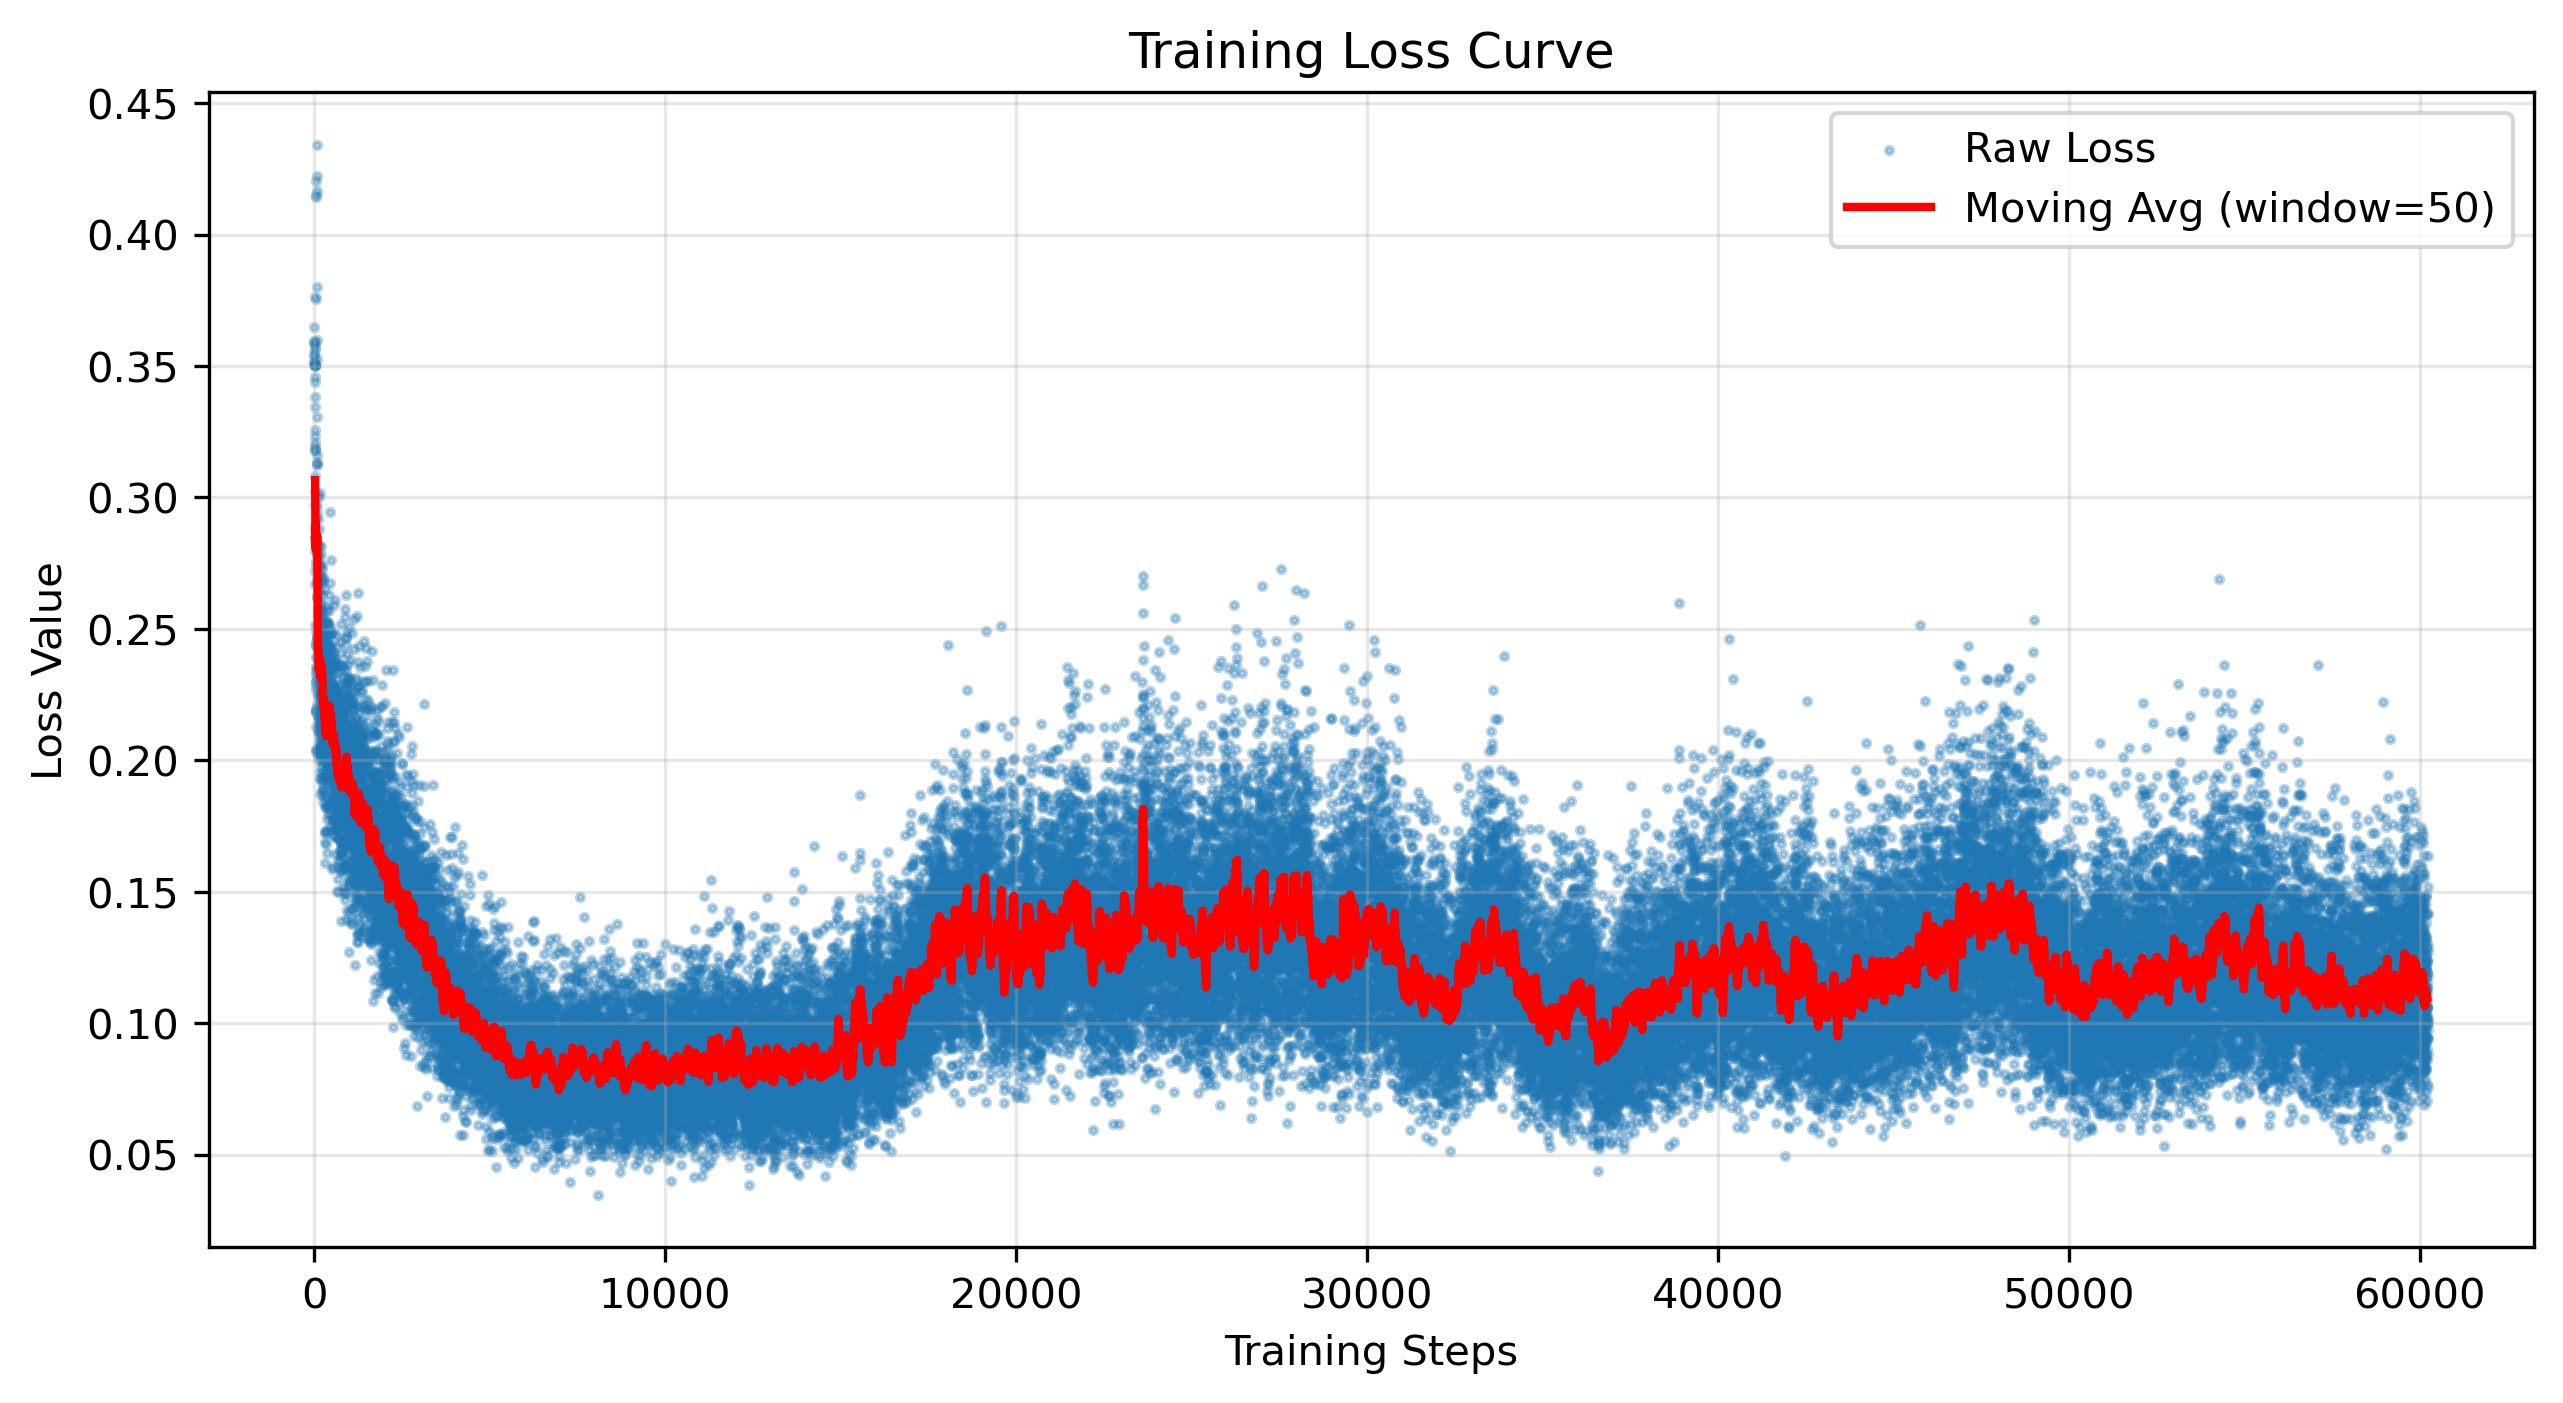 Training Loss Curve
Raw Loss
Moving Avg (window=50)
0.45
0.40
0.35
0.30
0.25
0.20
0.15
0.10
0.05
Loss Value
0 10000 20000 30000 40000 50000 60000
Training Steps